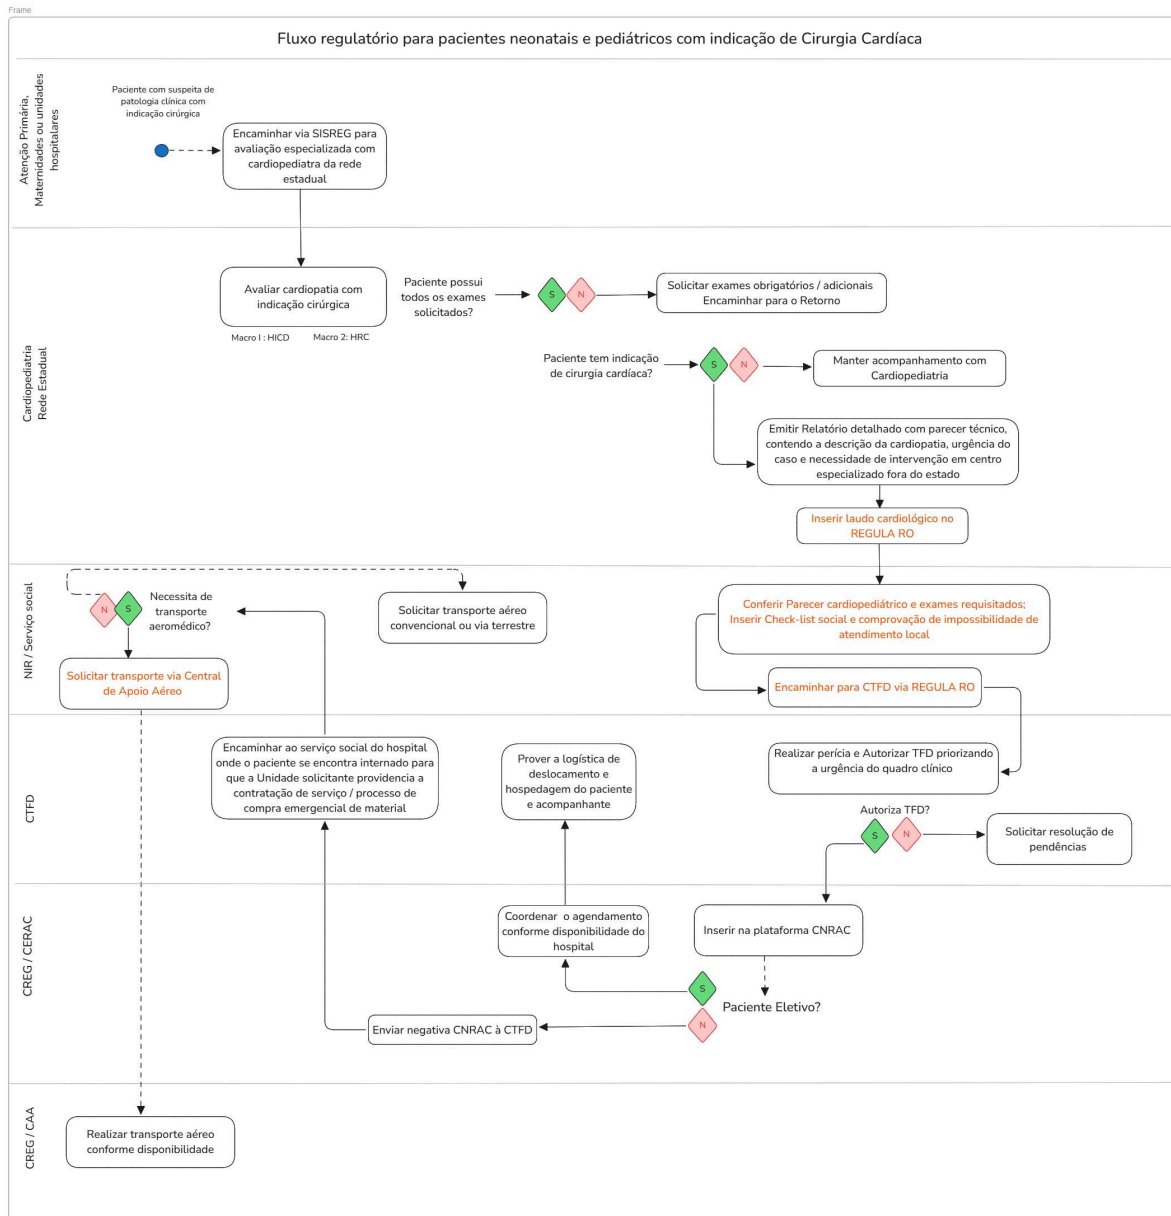 Frame
Fluxo regulatório para pacientes neonatais e pediátricos com indicação de Cirurgia Cardíaca
Atenção Primária,
Maternidades ou unidades
hospitalares
Paciente com suspeita de
patologia clínica com
indicação cirúrgica
Encaminhar via SISREG para
avaliação especializada com
cardiopediatra da rede
estadual
Cardiopediatria
Rede Estadual
Avaliar cardiopatia com
indicação cirúrgica
Macro I : HICD
Macro 2: HRC
Paciente possui
todos os exames
solicitados?
S
N
Solicitar exames obrigatórios / adicionais
Encaminhar para o Retorno
Paciente tem indicação
de cirurgia cardíaca?
S
N
Manter acompanhamento com
Cardiopediatria
Emitir Relatório detalhado com parecer técnico,
contendo a descrição da cardiopatia, urgência do
caso e necessidade de intervenção em centro
especializado fora do estado
Inserir laudo cardiológico no
REGULA RO
NIR / Serviço social
N
S
Necessita de
transporte
aeromédico?
Solicitar transporte aéreo
convencional ou via terrestre
Conferir Parecer cardiopediátrico e exames requisitados;
Inserir Check-list social e comprovação de impossibilidade de
atendimento local
Solicitar transporte via Central
de Apoio Aéreo
Encaminhar para CTFD via REGULA RO
CTFD
Encaminhar ao serviço social do hospital
onde o paciente se encontra internado para
que a Unidade solicitante providencia a
contratação de serviço / processo de
compra emergencial de material
Prover a logística de
deslocamento e
hospedagem do paciente
e acompanhante
Realizar perícia e Autorizar TFD priorizando
a urgência do quadro clínico
Autoriza TFD?
S
N
Solicitar resolução de
pendências
CREG / CERAC
Coordenar o agendamento
conforme disponibilidade do
hospital
Inserir na plataforma CNRAC
S
Paciente Eletivo?
N
Enviar negativa CNRAC à CTFD
CREG / CAA
Realizar transporte aéreo
conforme disponibilidade